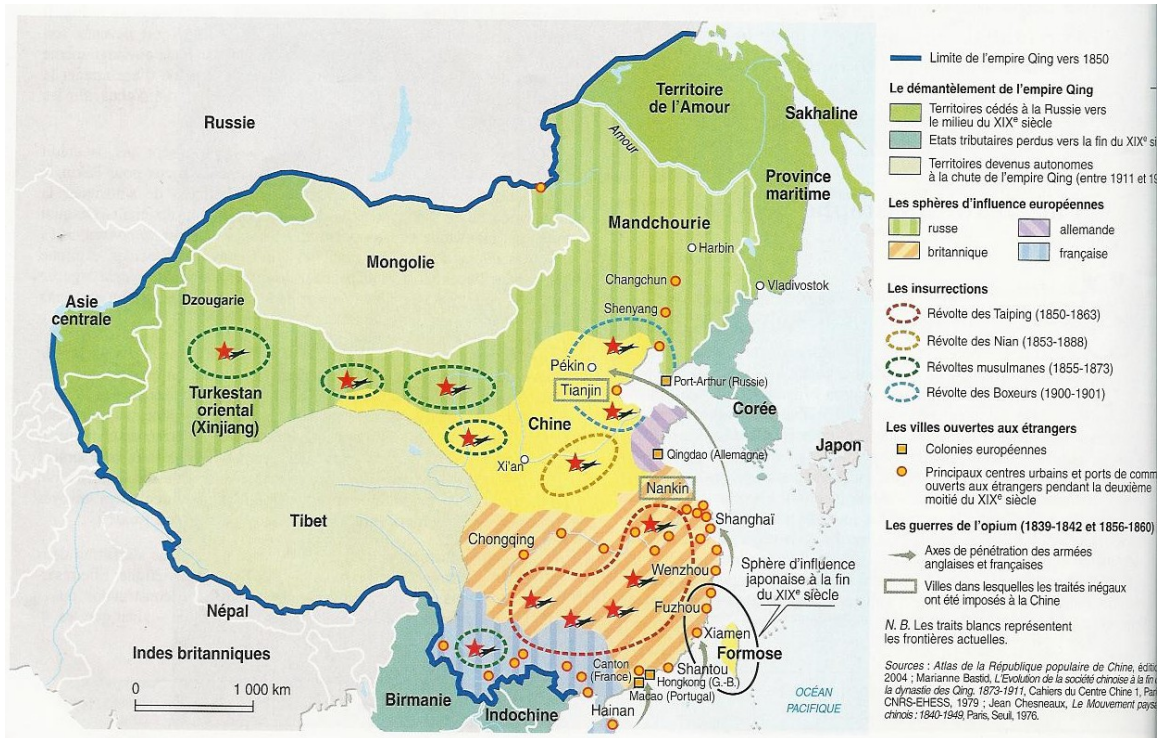 Russie
Territoire
de l'Amour
Sakhaline
Amour
Province
maritime
Mandchourie
Harbin
Mongolie
Changchun
Vladivostok
Asie
centrale
Dzougarie
Shenyang
Pékin
Port-Arthur (Russie)
Tianjin
Turkestan
oriental
(Xinjiang)
Chine
Corée
Japon
Qingdao (Allemagne)
Xi'an
Nankin
Tibet
Shanghaï
Chongqing
Wenzhou
Sphère d'influence
japonaise à la fin
du XIXe siècle
Népal
Fuzhou
Xiamen
Formose
Indes britanniques
Canton
(France)
Shantou
Hongkong (G.-B.)
Macao (Portugal)
Birmanie
Indochine
Hainan
OCÉAN
PACIFIQUE
0
1 000 km
Limite de l'empire Qing vers 1850
Le démantèlement de l'empire Qing
Territoires cédés à la Russie vers
le milieu du XIXe siècle
Etats tributaires perdus vers la fin du XIXe
Territoires devenus autonomes
à la chute de l'empire Qing (entre 1911 et
Les sphères d'influence européennes
russe
allemande
britannique
française
Les insurrections
Révolte des Taiping (1850-1863)
Révolte des Nian (1853-1888)
Révoltes musulmanes (1855-1873)
Révolte des Boxeurs (1900-1901)
Les villes ouvertes aux étrangers
Colonies européennes
Principaux centres urbains et ports de
ouverts aux étrangers pendant la deuxième
moitié du XIXe siècle
Les guerres de l'opium (1839-1842 et 1856-1860)
Axes de pénétration des armées
anglaises et françaises
Villes dans lesquelles les traités inégaux
ont été imposés à la Chine
N. B. Les traits blancs représentent
les frontières actuelles.
Sources : Atlas de la République populaire de Chine,
2004 ; Marianne Bastid, L'Evolution de la société chinoise à la
la dynastie des Qing. 1873-1911, Cahiers du Centre Chine 1,
CNRS-EHESS, 1979 ; Jean Chesneaux, Le Mouvement
chinois : 1840-1949, Paris, Seuil, 1976.